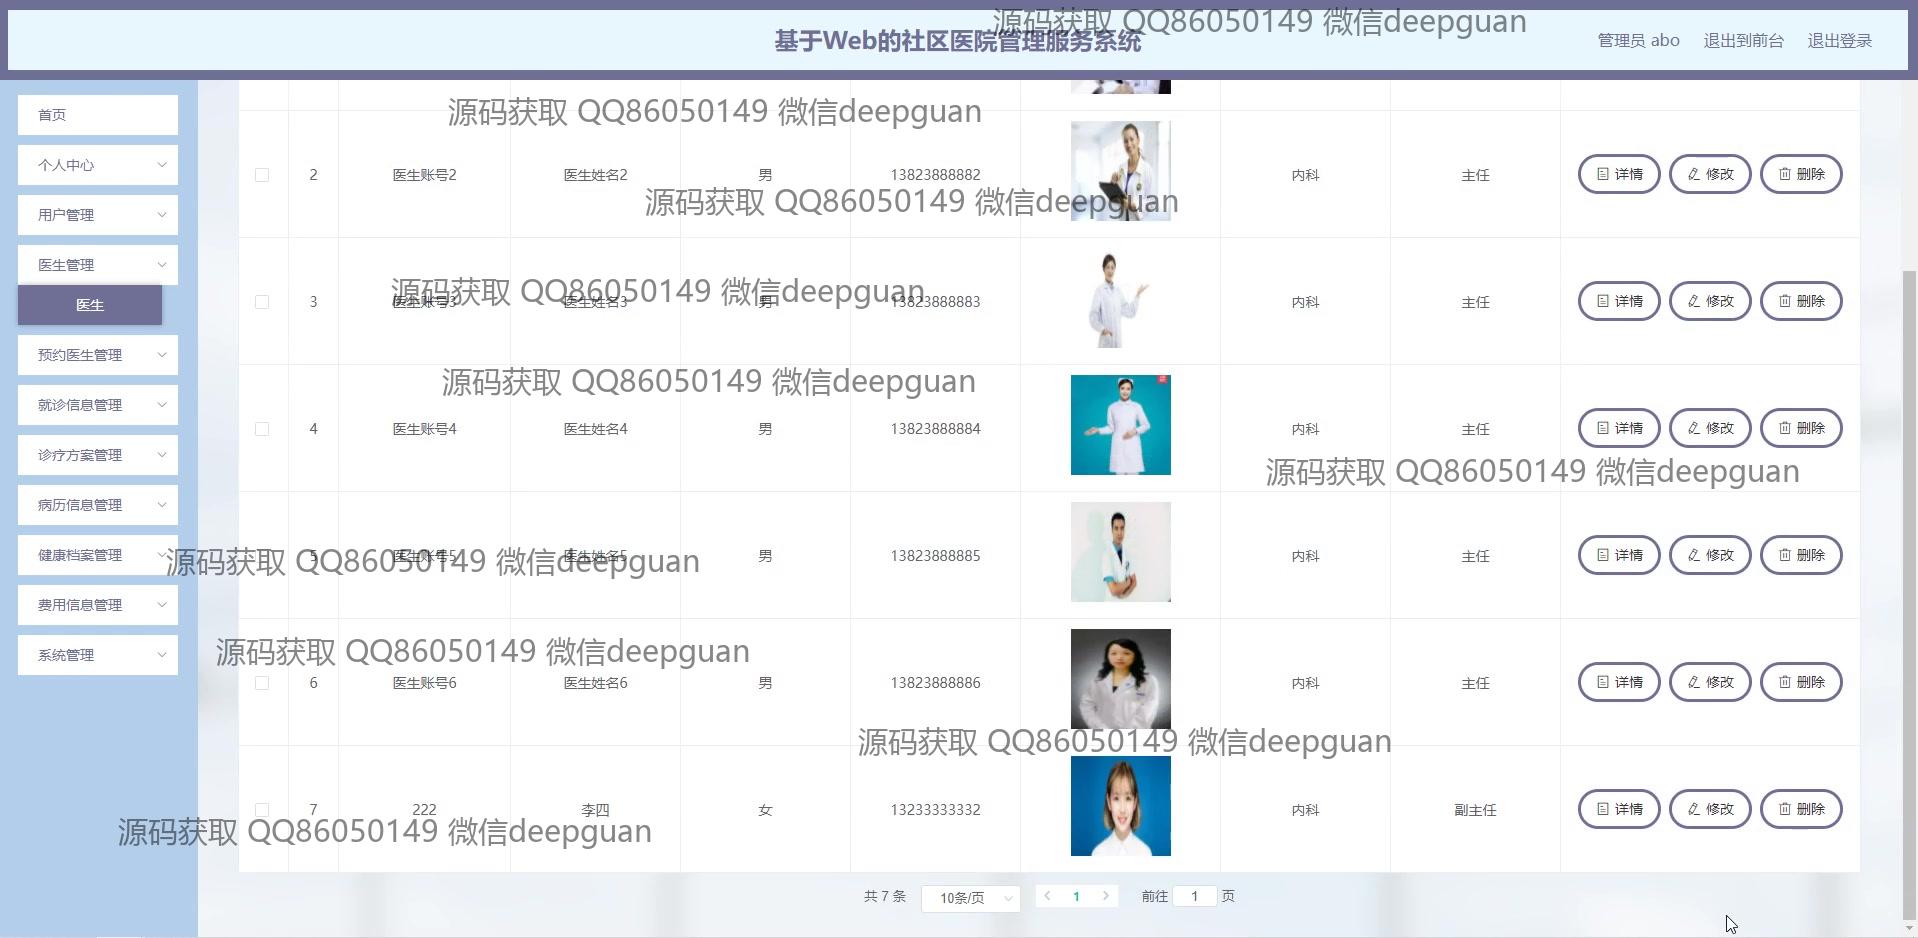 源码获取 QQ86050149 微信deepguan
基于Web的社区医院管理服务系统
管理员 abo 退出到前台 退出登录
首页
个人中心
用户管理
医生管理
医生
预约医生管理
就诊信息管理
诊疗方案管理
病历信息管理
健康档案管理
费用信息管理
系统管理
源码获取 QQ86050149 微信deepguan
2 医生账号2 医生姓名2 男 13823888882 内科 主任 详情 修改 删除
源码获取 QQ86050149 微信deepguan
源码获取 QQ86050149 微信deepguan
3 医生账号3 医生姓名3 男 13823888883 内科 主任 详情 修改 删除
源码获取 QQ86050149 微信deepguan
4 医生账号4 医生姓名4 男 13823888884 内科 主任 详情 修改 删除
源码获取 QQ86050149 微信deepguan
5 医生账号5 医生姓名5 男 13823888885 内科 主任 详情 修改 删除
源码获取 QQ86050149 微信deepguan
源码获取 QQ86050149 微信deepguan
6 医生账号6 医生姓名6 男 13823888886 内科 主任 详情 修改 删除
源码获取 QQ86050149 微信deepguan
7 222 李四 女 13233333332 内科 副主任 详情 修改 删除
源码获取 QQ86050149 微信deepguan
共 7 条 10条/页 1 前往 1 页